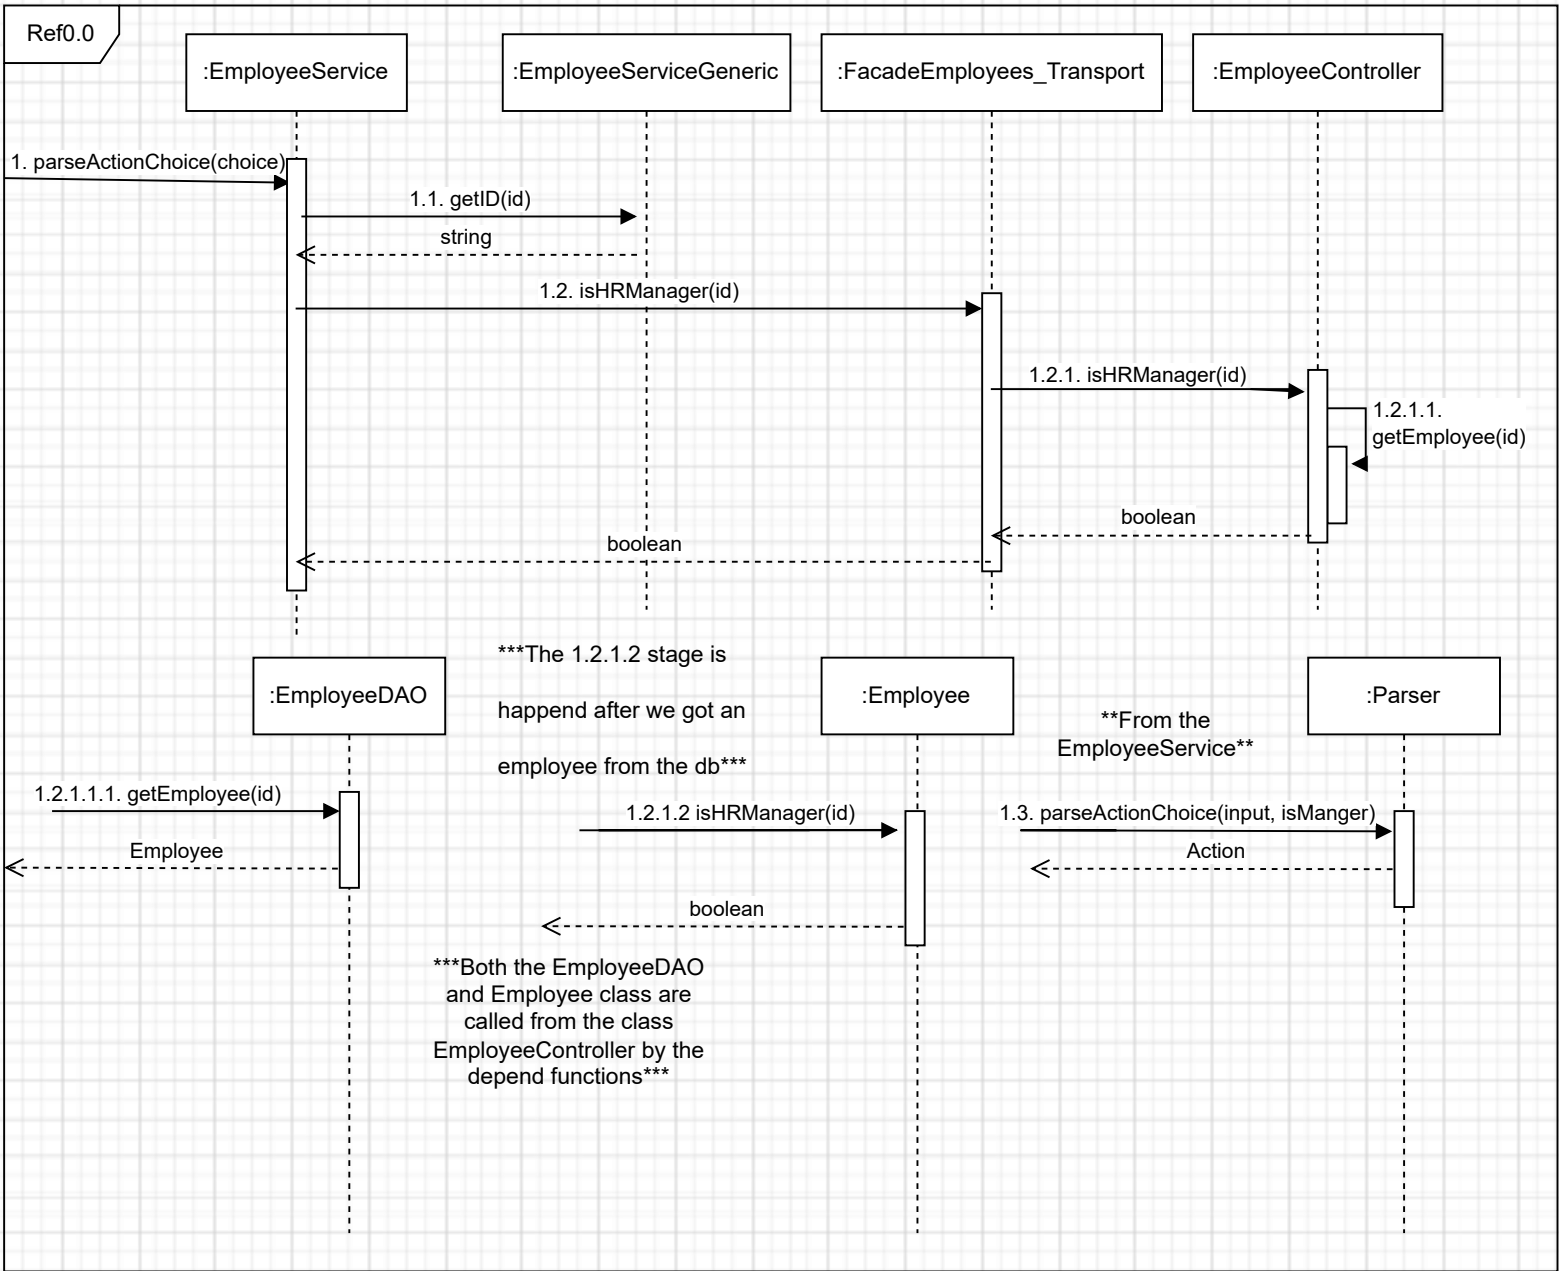 Ref0.0
:EmployeeService
:EmployeeServiceGeneric
:FacadeEmployees_Transport
:EmployeeController
1. parseActionChoice(choice)
1.1. getID(id)
string
1.2. isHRManager(id)
1.2.1. isHRManager(id)
1.2.1.1.
getEmployee(id)
boolean
boolean
:EmployeeDAO
***The 1.2.1.2 stage is
happend after we got an
employee from the db***
:Employee
**From the
EmployeeService**
:Parser
1.2.1.1.1. getEmployee(id)
Employee
1.2.1.2 isHRManager(id)
boolean
1.3. parseActionChoice(input, isManger)
Action
***Both the EmployeeDAO
and Employee class are
called from the class
EmployeeController by the
depend functions***